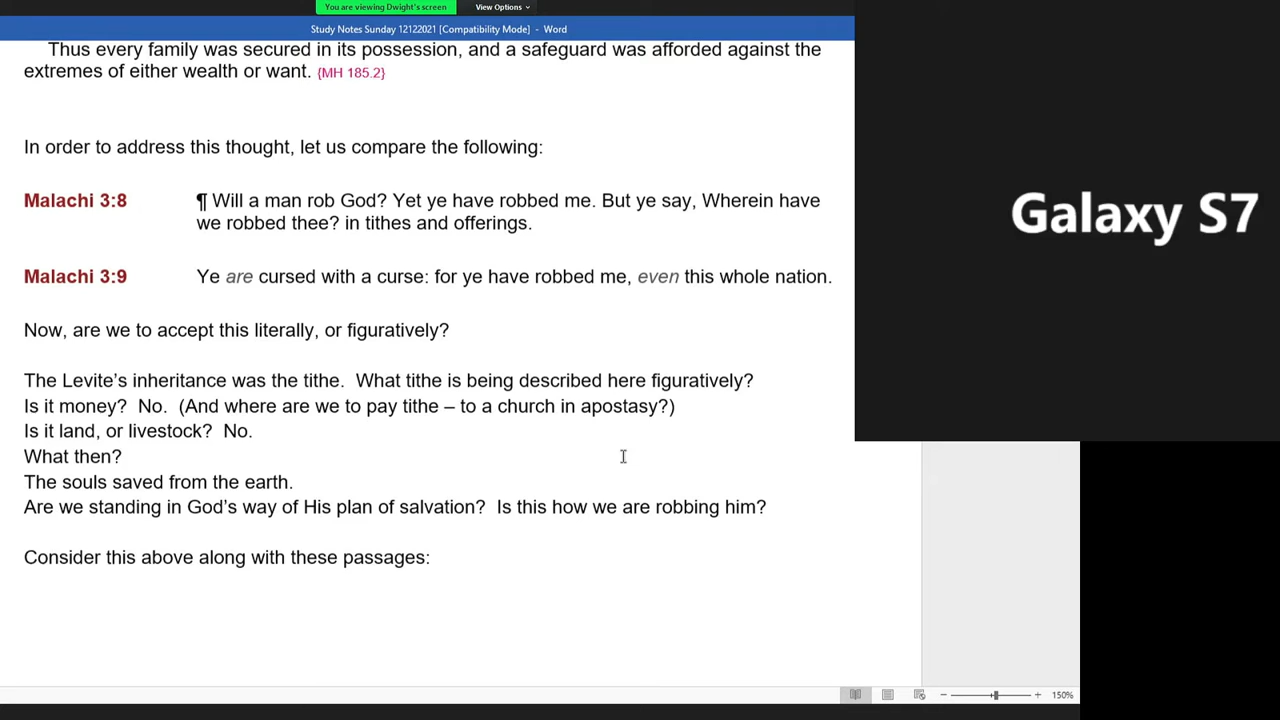 You are viewing Dwight's screen
View Options
Study Notes Sunday 12122021 [Compatibility Mode] - Word
Thus every family was secured in its possession, and a safeguard was afforded against the
extremes of either wealth or want. {MH 185.2}
In order to address this thought, let us compare the following:
Malachi 3:8 ¶ Will a man rob God? Yet ye have robbed me. But ye say, Wherein have
we robbed thee? in tithes and offerings.
Malachi 3:9 Ye are cursed with a curse: for ye have robbed me, even this whole nation.
Now, are we to accept this literally, or figuratively?
The Levite’s inheritance was the tithe. What tithe is being described here figuratively?
Is it money? No. (And where are we to pay tithe – to a church in apostasy?)
Is it land, or livestock? No.
What then?
The souls saved from the earth.
Are we standing in God’s way of His plan of salvation? Is this how we are robbing him?
Consider this above along with these passages:
Galaxy S7
150%